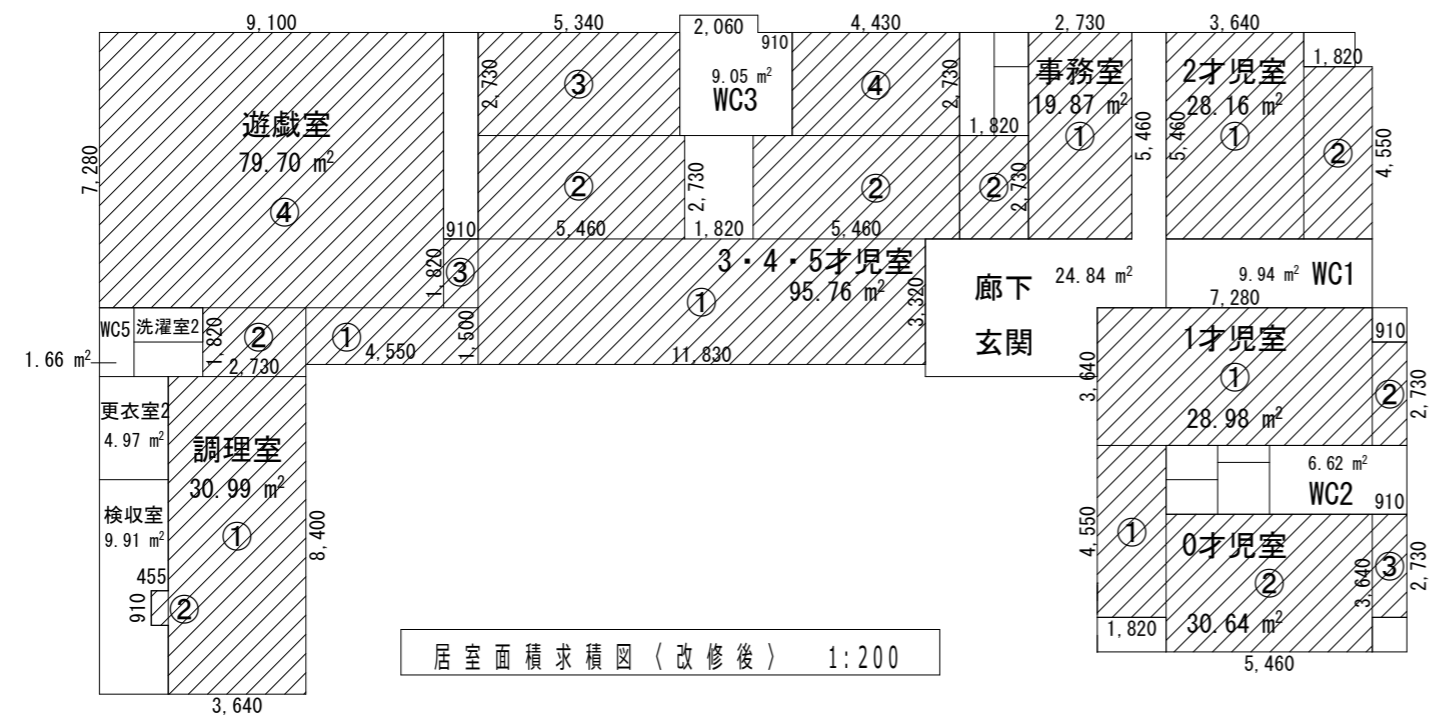 9,100
5,340
2,060
4,430
2,730
3,640
910
1,820
遊戯室
79.70 m²
④
7,280
③
2,730
9.05 m²
WC3
④
2,730
1,820
事務室
19.87 m²
①
5,460
5,460
2才児室
28.16 m²
①
②
4,550
②
5,460
2,730
1,820
②
5,460
②
2,730
910
1,820
③
3・4・5才児室
95.76 m²
①
3,320
11,830
廊下
玄関
24.84 m²
9.94 m²
WC1
7,280
WC5
洗濯室2
1.66 m²
1,820
②
2,730
①
4,550
1,500
1才児室
①
28.98 m²
3,640
910
②
2,730
更衣室2
4.97 m²
調理室
30.99 m²
①
8,400
検収室
9.91 m²
455
910
②
3,640
6.62 m²
WC2
910
4,550
①
1,820
0才児室
②
30.64 m²
3,640
③
2,730
5,460
居室面積求積図〈改修後〉 1:200